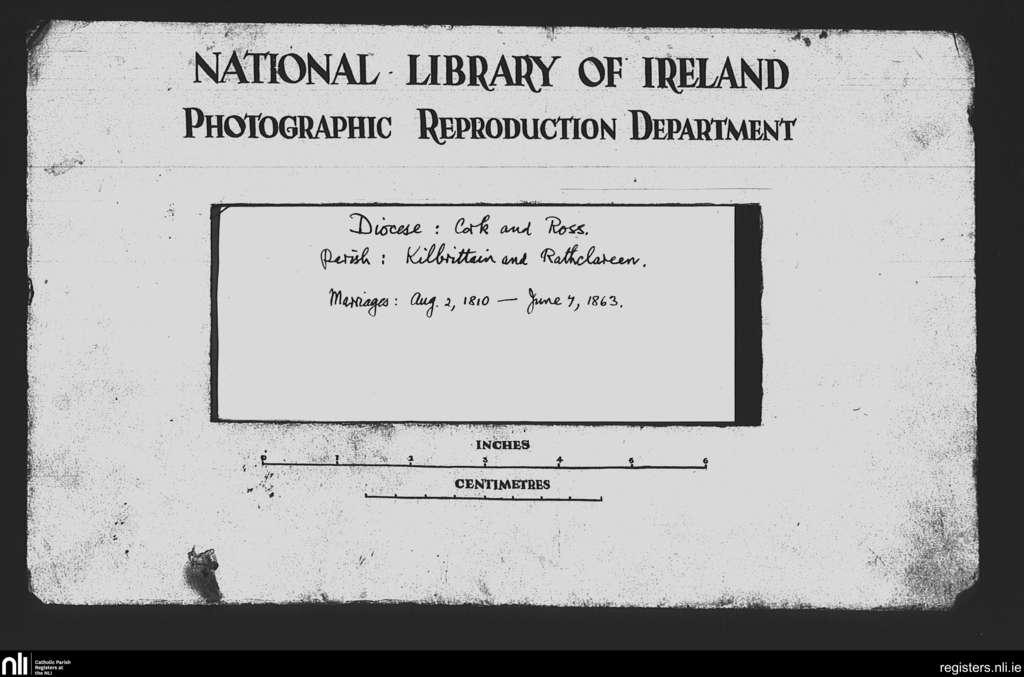 NATIONAL LIBRARY OF IRELAND
PHOTOGRAPHIC REPRODUCTION DEPARTMENT
Diocese : Cork and Ross.
Parish : Kilbrittain and Rathclareen.
Marriages : Aug. 2, 1810 — June 7, 1863.
INCHES
0 1 2 3 4 5 6
CENTIMETRES
nli Catholic Parish
Registers at
the NLI
registers.nli.ie